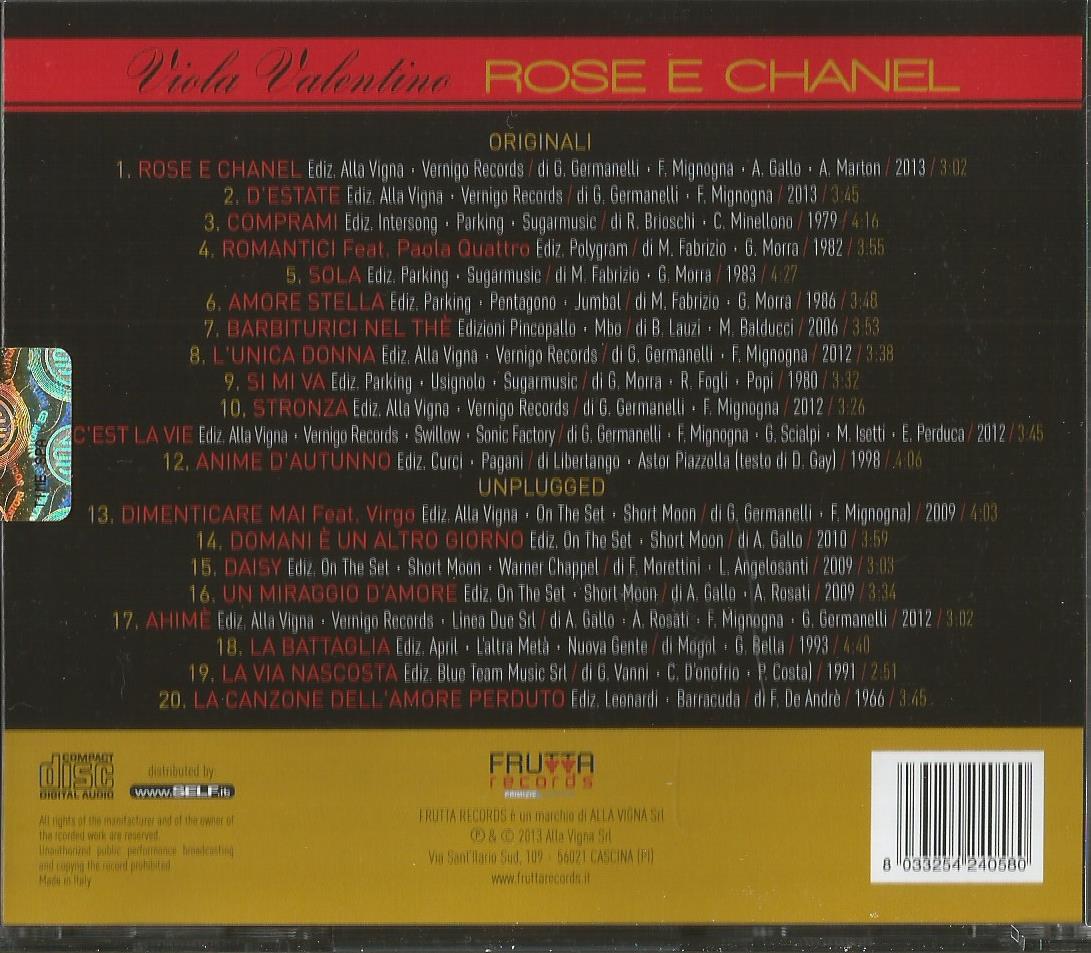 Viola Valentino ROSE E CHANEL
ORIGINALI
1. ROSE E CHANEL Ediz. Alla Vigna · Vernigo Records / di G. Germanelli · F. Mignogna · A. Gallo · A. Marton / 2013 / 3:02
2. D'ESTATE Ediz. Alla Vigna · Vernigo Records / di G. Germanelli · F. Mignogna / 2013 / 3:45
3. COMPRAMI Ediz. Intersong · Parking · Sugarmusic / di R. Brioschi · C. Minellono / 1979 / 4:16
4. ROMANTICI Feat. Paola Quattro Ediz. Polygram / di M. Fabrizio · G. Morra / 1982 / 3:55
5. SOLA Ediz. Parking · Sugarmusic / di M. Fabrizio · G. Morra / 1983 / 4:27
6. AMORE STELLA Ediz. Parking · Pentagono · Jumbal / di M. Fabrizio · G. Morra / 1986 / 3:48
7. BARBITURICI NEL THÈ Edizioni Pincopallo · Mbo / di B. Lauzi · M. Balducci / 2006 / 3:53
8. L'UNICA DONNA Ediz. Alla Vigna · Vernigo Records / di G. Germanelli · F. Mignogna / 2012 / 3:38
9. SI MI VA Ediz. Parking · Usignolo · Sugarmusic / di G. Morra · R. Fogli · Popi / 1980 / 3:32
10. STRONZA Ediz. Alla Vigna · Vernigo Records / di G. Germanelli · F. Mignogna / 2012 / 3:26
C'EST LA VIE Ediz. Alla Vigna · Vernigo Records · Swillow · Sonic Factory / di G. Germanelli · F. Mignogna · G. Scialpi · M. Isetti · E. Perduca / 2012 / 3:45
12. ANIME D'AUTUNNO Ediz. Curci · Pagani / di Libertango · Astor Piazzolla (testo di D. Gay) / 1998 / 4:06
UNPLUGGED
13. DIMENTICARE MAI Feat. Virgo Ediz. Alla Vigna · On The Set · Short Moon / di G. Germanelli · F. Mignogna) / 2009 / 4:03
14. DOMANI È UN ALTRO GIORNO Ediz. On The Set · Short Moon / di A. Gallo / 2010 / 3:59
15. DAISY Ediz. On The Set · Short Moon · Warner Chappel / di F. Morettini · L. Angelosanti / 2009 / 3:03
16. UN MIRAGGIO D'AMORE Ediz. On The Set · Short Moon / di A. Gallo · A. Rosati / 2009 / 3:34
17. AHIMÈ Ediz. Alla Vigna · Vernigo Records · Linea Due Srl / di A. Gallo · A. Rosati · F. Mignogna · G. Germanelli / 2012 / 3:02
18. LA BATTAGLIA Ediz. April · L'altra Metà · Nuova Gente / di Mogol · G. Bella / 1993 / 4:40
19. LA VIA NASCOSTA Ediz. Blue Team Music Srl / di G. Vanni · C. D'onofrio · P. Costa) / 1991 / 2:51
20. LA CANZONE DELL'AMORE PERDUTO Ediz. Leonardi · Barracuda / di F. De Andrè / 1966 / 3:45
COMPACT disc DIGITAL AUDIO
distributed by
www.SELF.it
All rights of the manufacturer and of the owner of
the rcorded work are reserved.
Unauthorized public performance broadcasting
and copyng the record prohibited
Made in Italy
FRUTTA
records
PRIMIZIE
FRUTTA RECORDS è un marchio di ALLA VIGNA Srl
℗ & © 2013 Alla Vigna Srl
Via Sant'Ilario Sud, 109 · 56021 CASCINA (PI)
www.fruttarecords.it
8 033254 240580